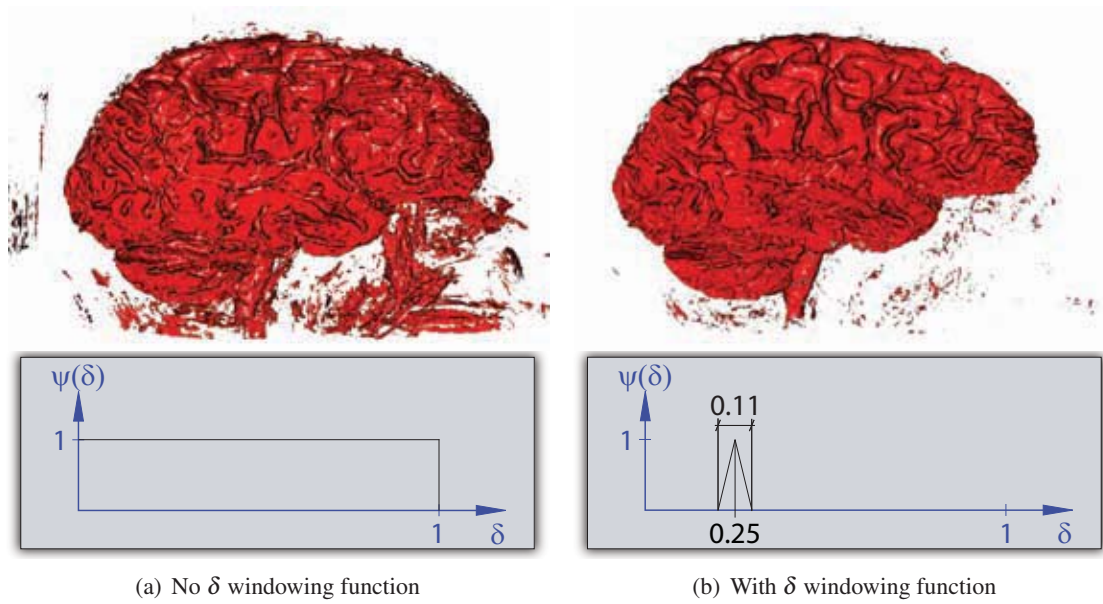 ψ(δ)
1
1
δ
(a) No δ windowing function
ψ(δ)
0.11
1
0.25
1
δ
(b) With δ windowing function